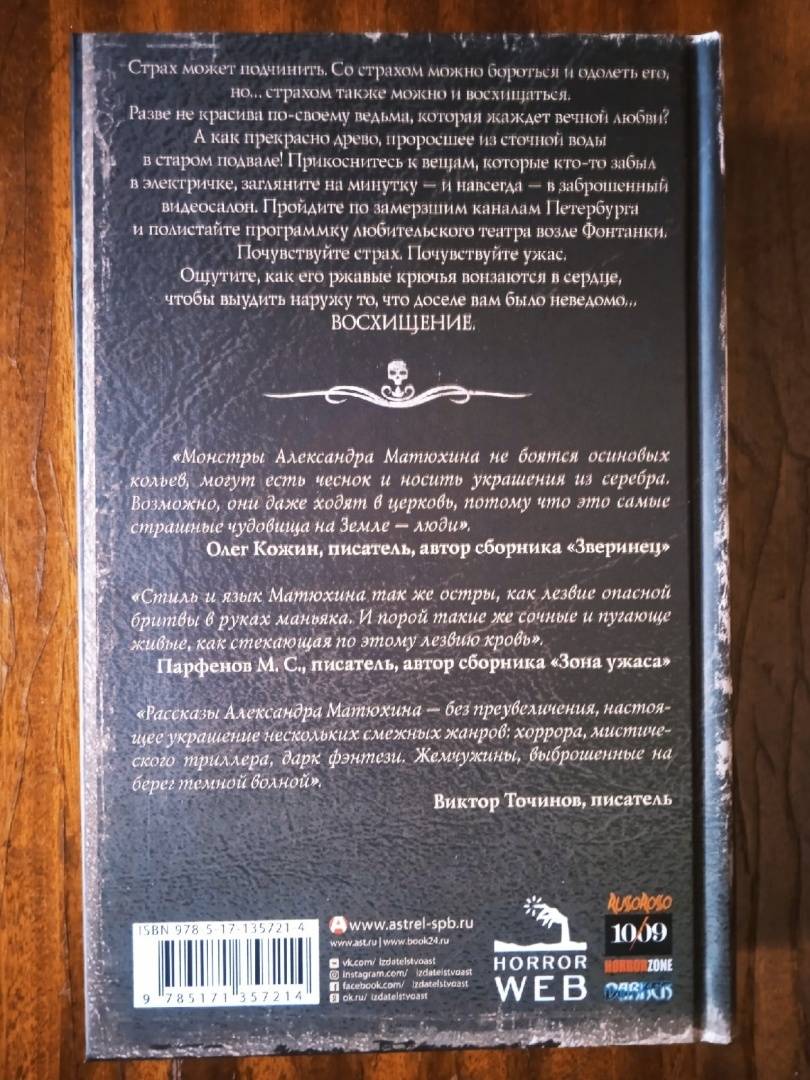 Страх может подчинить. Со страхом можно бороться и одолеть его,
но... страхом также можно и восхищаться.
Разве не красива по-своему ведьма, которая жаждет вечной любви?
А как прекрасно древо, проросшее из сточной воды
в старом подвале! Прикоснитесь к вещам, которые кто-то забыл
в электричке, загляните на минутку — и навсегда — в заброшенный
видеосалон. Пройдите по замерзшим каналам Петербурга
и полистайте программку любительского театра возле Фонтанки.
Почувствуйте страх. Почувствуйте ужас.
Ощутите, как его ржавые крючья вонзаются в сердце,
чтобы выудить наружу то, что доселе вам было неведомо...
ВОСХИЩЕНИЕ.
«Монстры Александра Матюхина не боятся осиновых
кольев, могут есть чеснок и носить украшения из серебра.
Возможно, они даже ходят в церковь, потому что это самые
страшные чудовища на Земле — люди».
Олег Кожин, писатель, автор сборника «Зверинец»
«Стиль и язык Матюхина так же остры, как лезвие опасной
бритвы в руках маньяка. И порой такие же сочные и пугающе
живые, как стекающая по этому лезвию кровь».
Парфенов М. С., писатель, автор сборника «Зона ужаса»
«Рассказы Александра Матюхина — без преувеличения, настоя-
щее украшение нескольких смежных жанров: хоррора, мистиче-
ского триллера, дарк фэнтези. Жемчужины, выброшенные на
берег темной волной».
Виктор Точинов, писатель
ISBN 978-5-17-135721-4
9 785171 357214
A www.astrel-spb.ru
www.ast.ru | www.book24.ru
vk.com/ izdatelstvoast
instagram.com/ izdatelstvoast
facebook.com/ izdatelstvoast
ok.ru/ izdatelstvoast
HORROR
WEB
RUSOROSO
10/09
HORRORZONE
DARKER